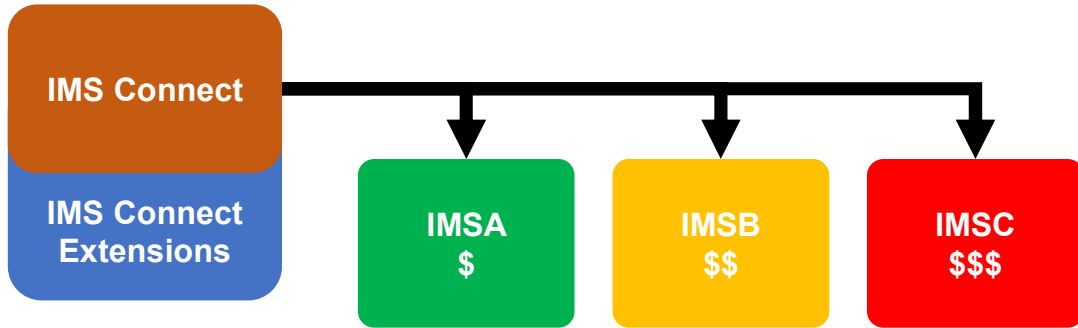 IMS Connect
IMS Connect
Extensions
IMSA
$
IMSB
$$
IMSC
$$$